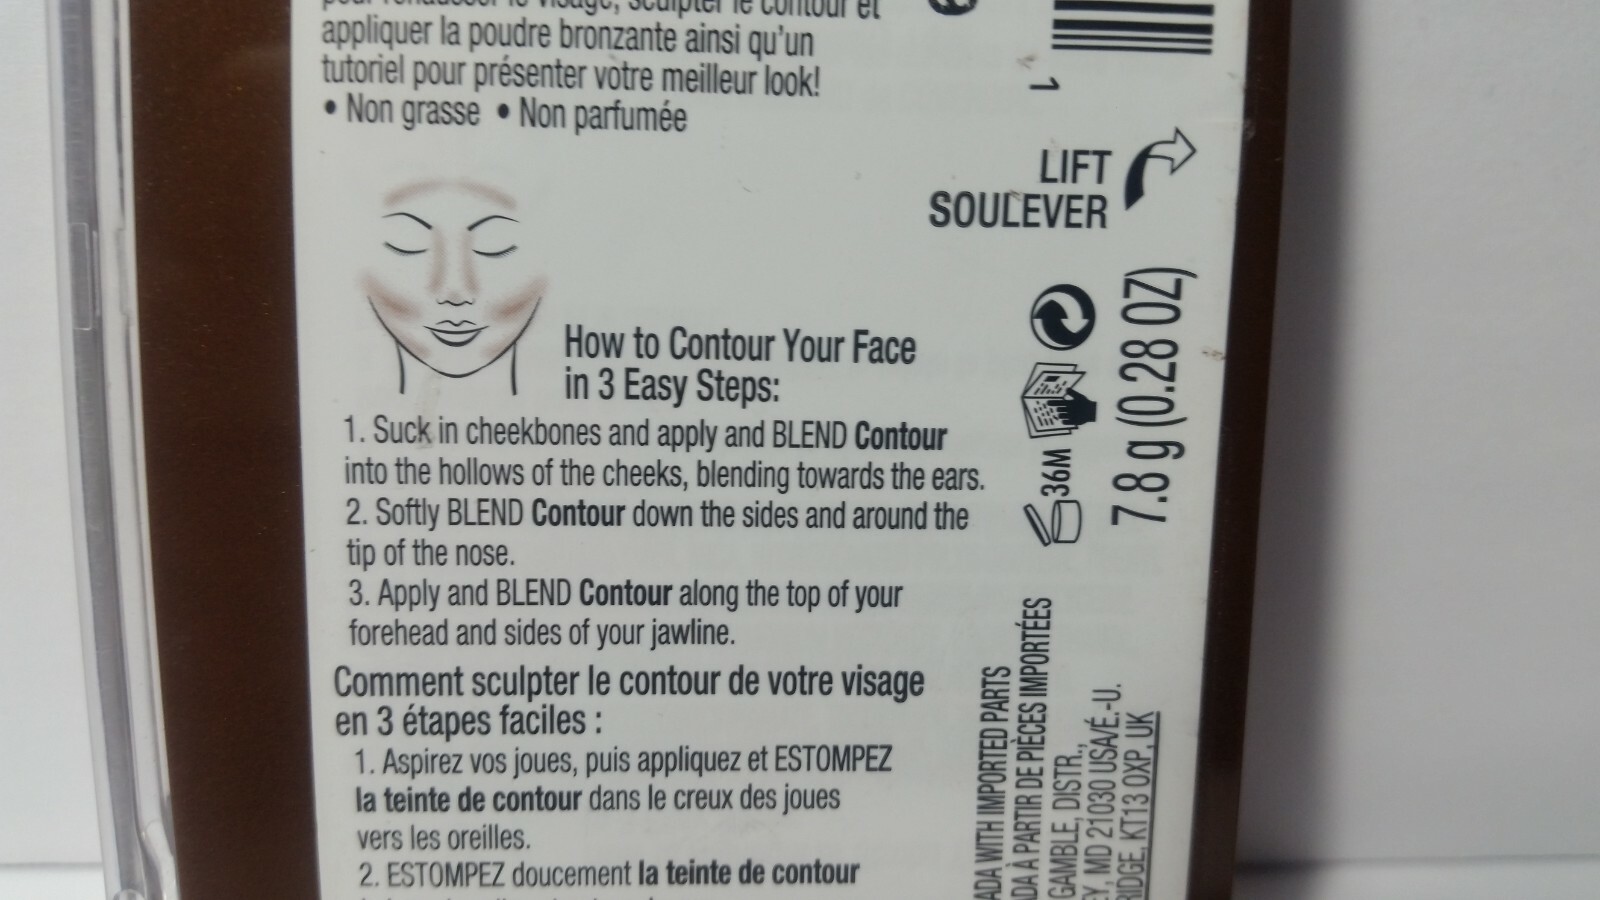 appliquer la poudre bronzante ainsi qu'un
tutoriel pour présenter votre meilleur look!
• Non grasse • Non parfumée
How to Contour Your Face
in 3 Easy Steps:
1. Suck in cheekbones and apply and BLEND Contour
into the hollows of the cheeks, blending towards the ears.
2. Softly BLEND Contour down the sides and around the
tip of the nose.
3. Apply and BLEND Contour along the top of your
forehead and sides of your jawline.
Comment sculpter le contour de votre visage
en 3 étapes faciles :
1. Aspirez vos joues, puis appliquez et ESTOMPEZ
la teinte de contour dans le creux des joues
vers les oreilles.
2. ESTOMPEZ doucement la teinte de contour
1
LIFT
SOULEVER
36M
7.8 g (0.28 OZ)
ADA WITH IMPORTED PARTS
DA À PARTIR DE PIÈCES IMPORTÉES
GAMBLE, DISTR.,
EY, MD 21030 USA/É.-U.
RIDGE, KT13 0XP, UK